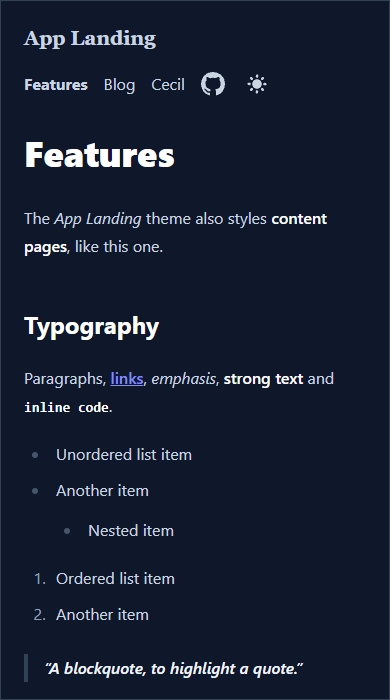 App Landing
Features Blog Cecil
Features
The App Landing theme also styles content
pages, like this one.
Typography
Paragraphs, links, emphasis, strong text and
inline code.
Unordered list item
Another item
Nested item
1. Ordered list item
2. Another item
“A blockquote, to highlight a quote.”